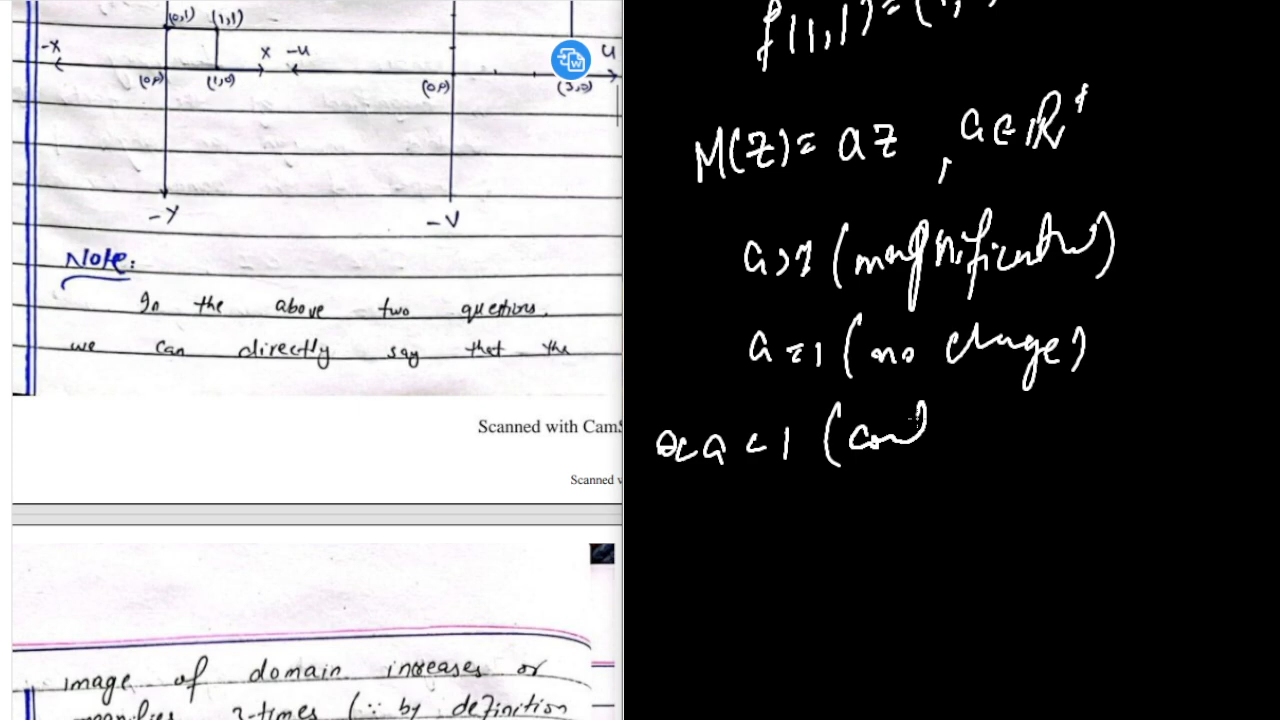 (0,1) (1,1)
-X X -u u
(0,0) (1,0) (0,0) (3,0)
-Y -V
Note:
In the above two questions.
we can directly say that the
Scanned with CamS
Scanned
image of domain increases or
3-times (∵ by definition
f(1,1) =
M(Z) = aZ , a∈IR⁺
a>1 (magnification)
a=1 (no change)
0<a<1 (con)